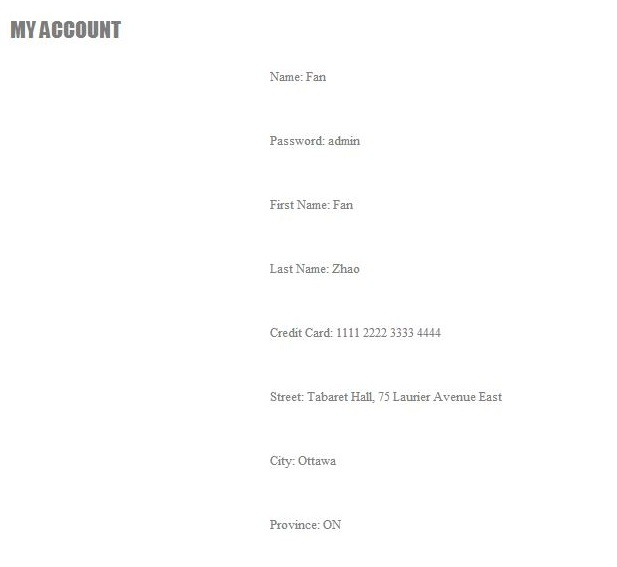 MY ACCOUNT
Name: Fan
Password: admin
First Name: Fan
Last Name: Zhao
Credit Card: 1111 2222 3333 4444
Street: Tabaret Hall, 75 Laurier Avenue East
City: Ottawa
Province: ON